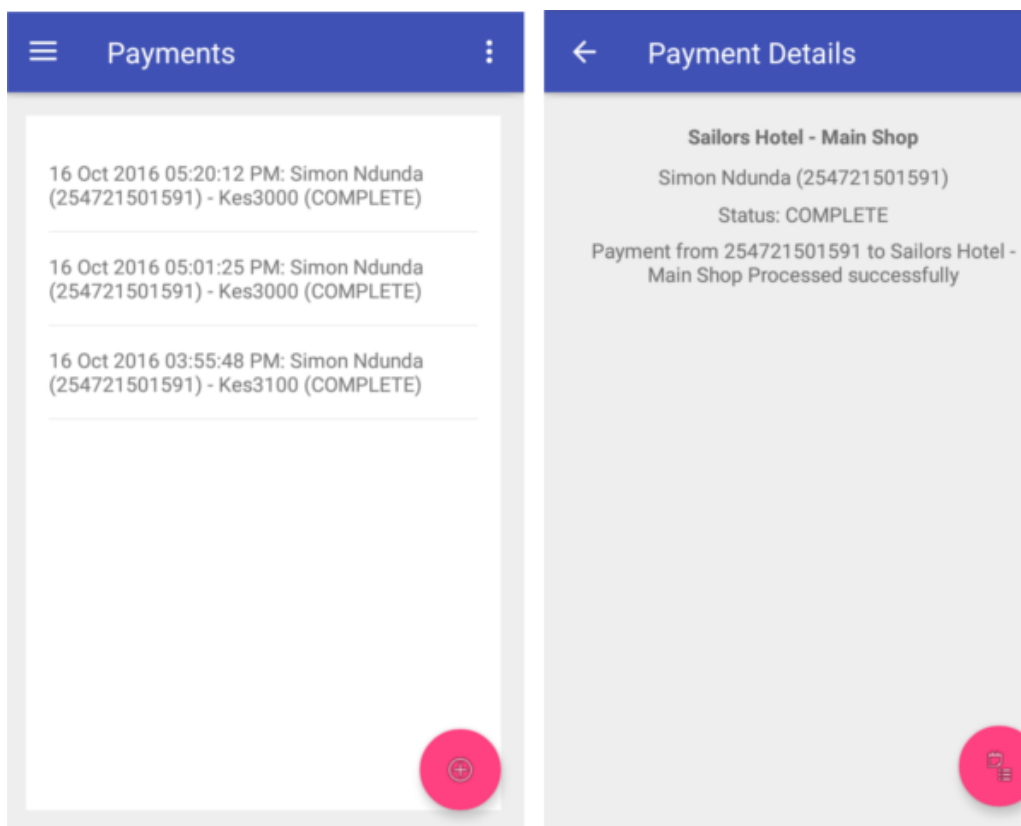 Payments
16 Oct 2016 05:20:12 PM: Simon Ndunda
(254721501591) - Kes3000 (COMPLETE)
16 Oct 2016 05:01:25 PM: Simon Ndunda
(254721501591) - Kes3000 (COMPLETE)
16 Oct 2016 03:55:48 PM: Simon Ndunda
(254721501591) - Kes3100 (COMPLETE)
Payment Details
Sailors Hotel - Main Shop
Simon Ndunda (254721501591)
Status: COMPLETE
Payment from 254721501591 to Sailors Hotel -
Main Shop Processed successfully